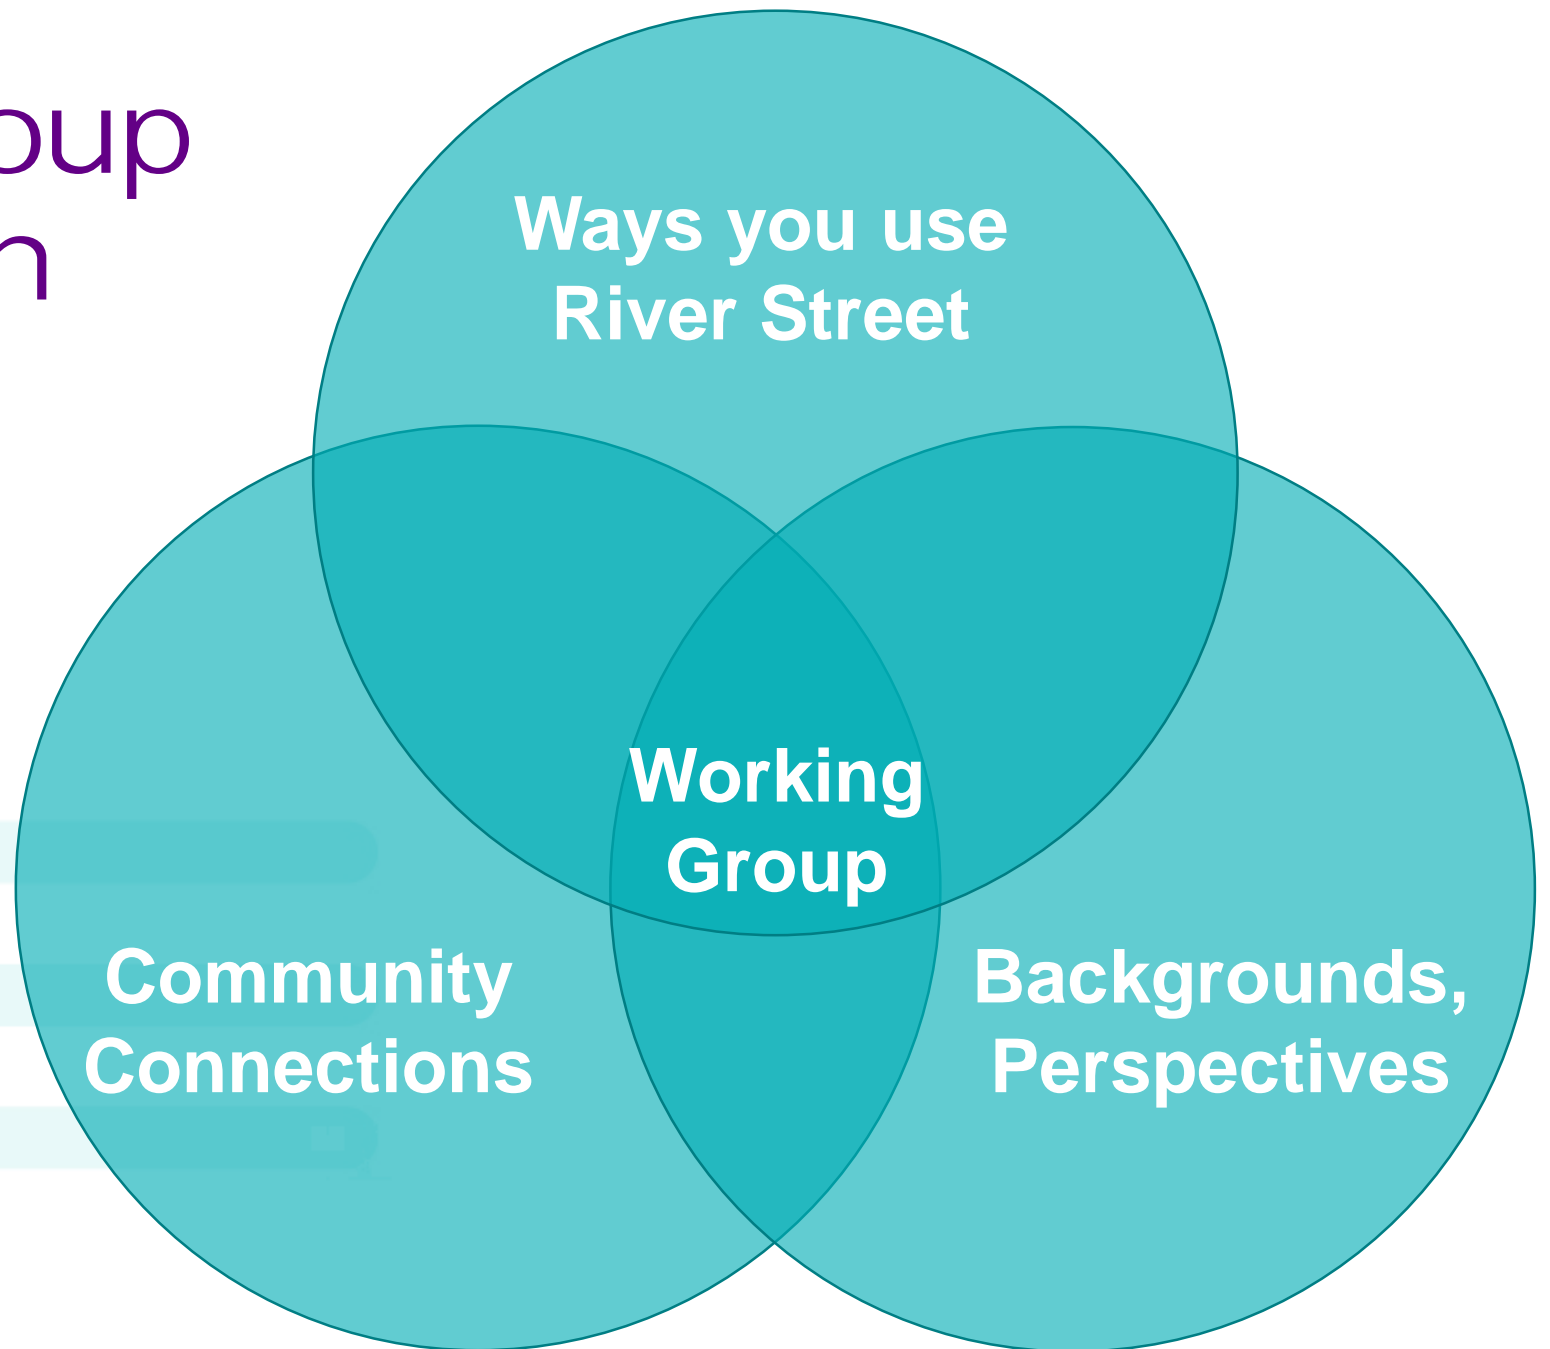 oup
n
Ways you use
River Street
Working
Group
Community
Connections
Backgrounds,
Perspectives